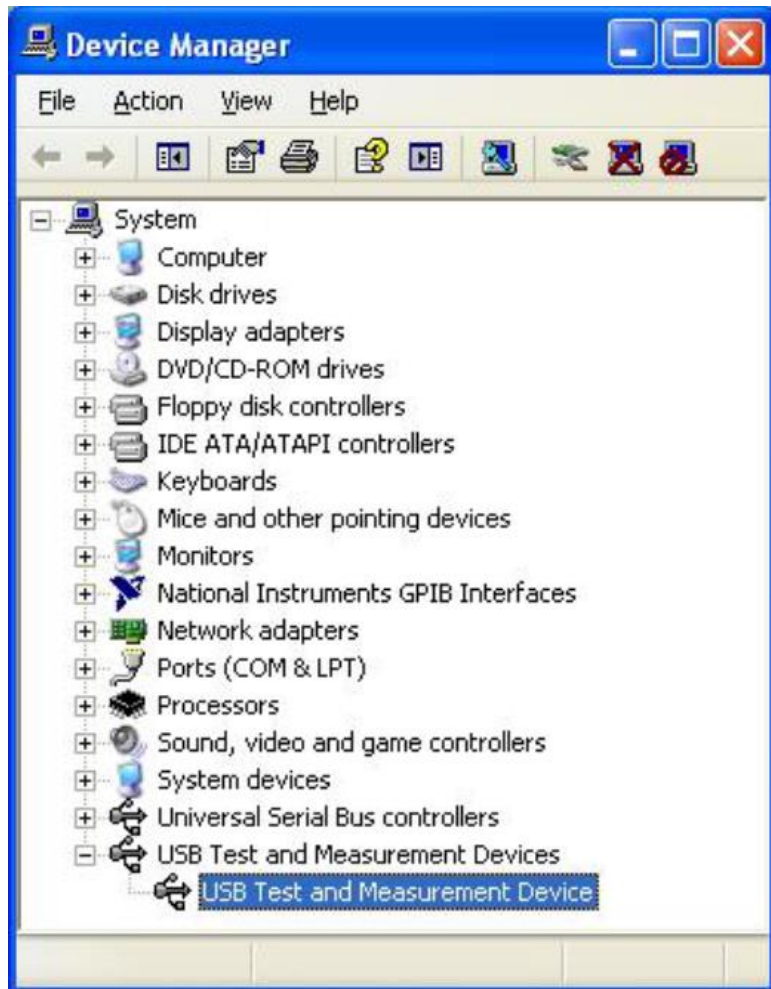 Device Manager
File Action View Help
System
Computer
Disk drives
Display adapters
DVD/CD-ROM drives
Floppy disk controllers
IDE ATA/ATAPI controllers
Keyboards
Mice and other pointing devices
Monitors
National Instruments GPIB Interfaces
Network adapters
Ports (COM & LPT)
Processors
Sound, video and game controllers
System devices
Universal Serial Bus controllers
USB Test and Measurement Devices
USB Test and Measurement Device